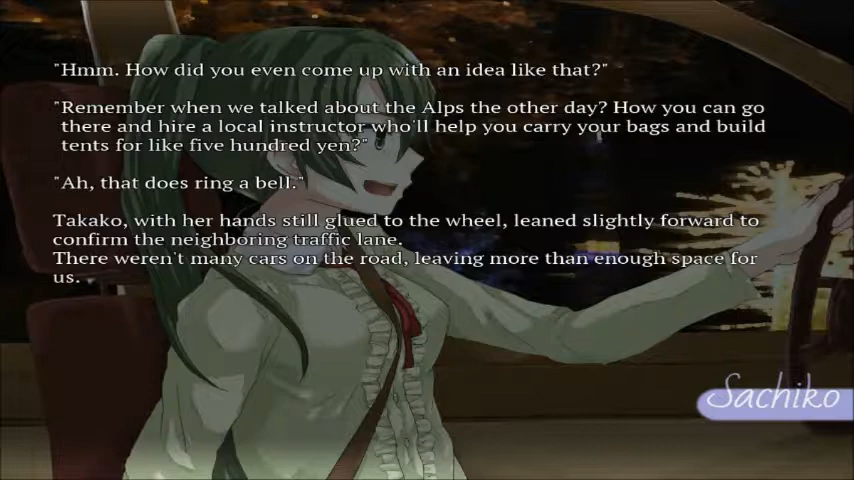 "Hmm. How did you even come up with an idea like that?"
"Remember when we talked about the Alps the other day? How you can go
there and hire a local instructor who'll help you carry your bags and build
tents for like five hundred yen?"
"Ah, that does ring a bell."
Takako, with her hands still glued to the wheel, leaned slightly forward to
confirm the neighboring traffic lane.
There weren't many cars on the road, leaving more than enough space for
us.
Sachiko